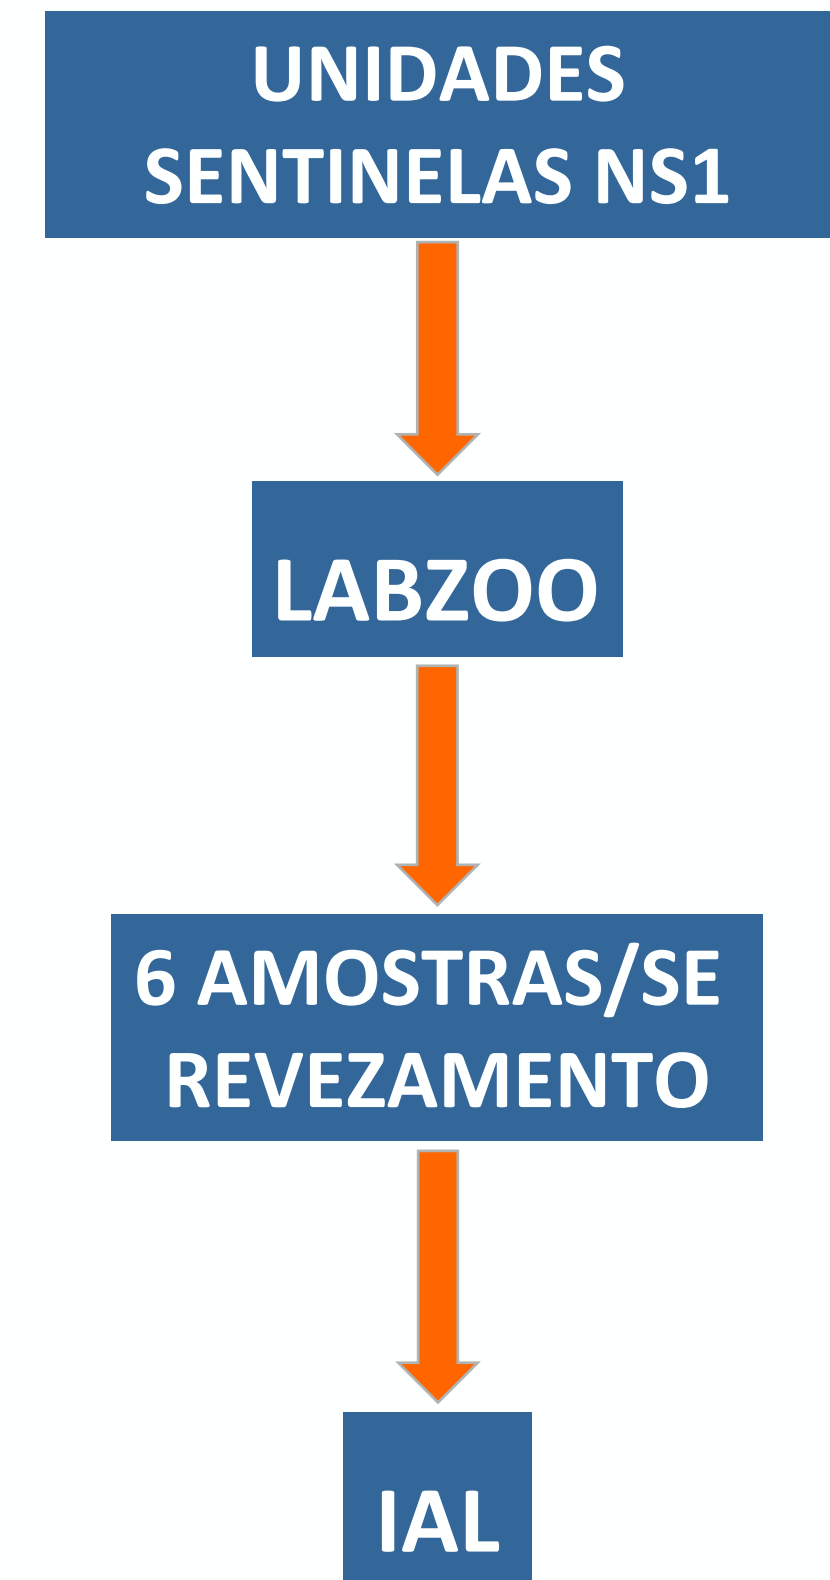 UNIDADES
SENTINELAS NS1
LABZOO
6 AMOSTRAS/SE
REVEZAMENTO
IAL